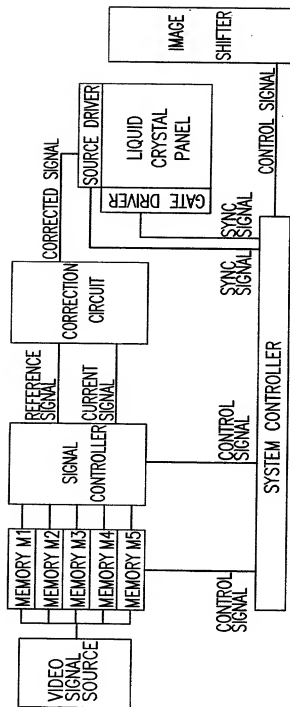 VIDEO
SIGNAL
SOURCE
MEMORY M1
MEMORY M2
MEMORY M3
MEMORY M4
MEMORY M5
SIGNAL
CONTROLLER
REFERENCE
SIGNAL
CURRENT
SIGNAL
CORRECTION
CIRCUIT
CORRECTED SIGNAL
SOURCE DRIVER
GATE DRIVER
LIQUID
CRYSTAL
PANEL
IMAGE
SHIFTER
CONTROL
SIGNAL
CONTROL
SIGNAL
SYNC
SIGNAL
SYNC
SIGNAL
CONTROL SIGNAL
SYSTEM CONTROLLER